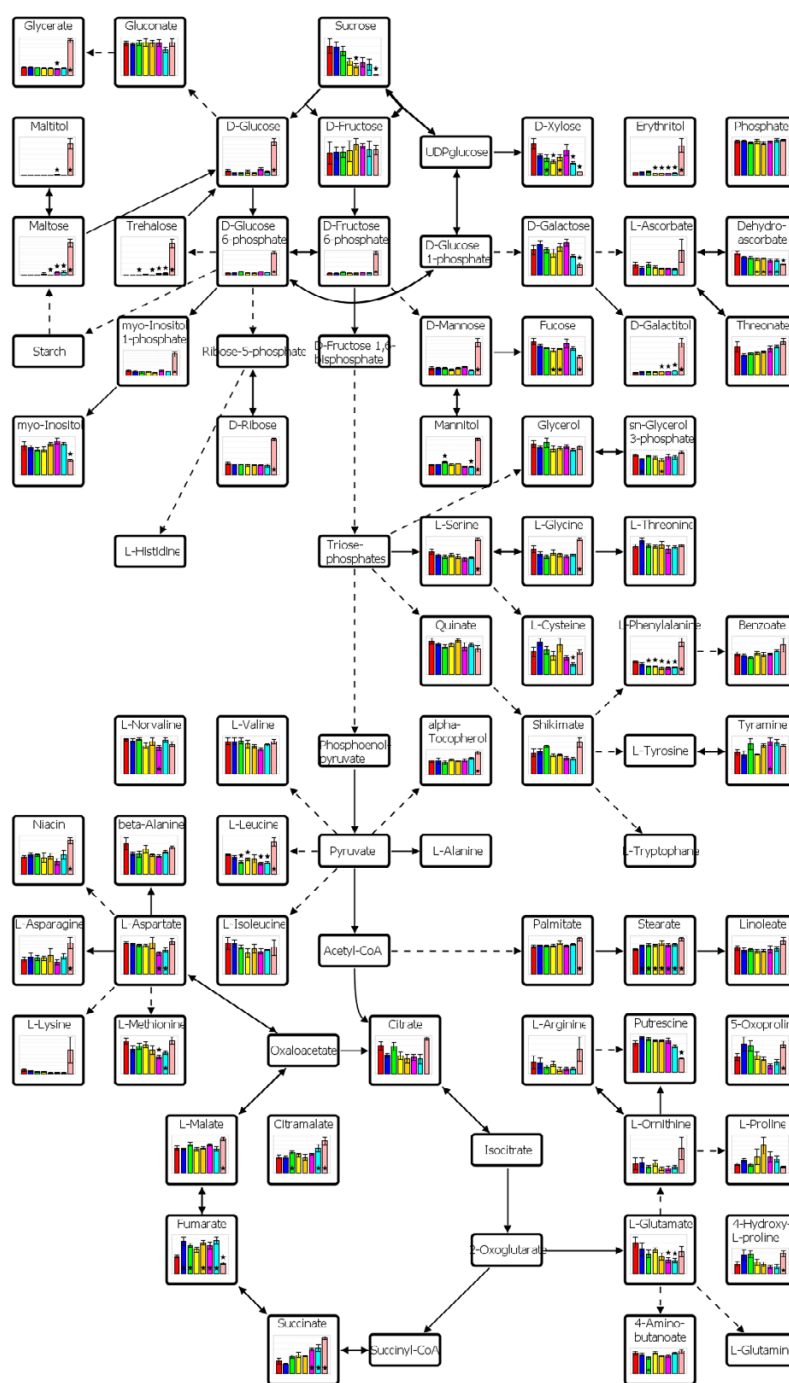 Glycerate
Gluconate
Sucrose
Maltitol
D-Glucose
D-Fructose
UDPglucose
D-Xylose
Erythritol
Phosphate
Maltose
Trehalose
D-Glucose
6-phosphate
D-Fructose
6-phosphate
D-Glucose
1-phosphate
D-Galactose
L-Ascorbate
Dehydro-
ascorbate
Starch
myo-Inositol
1-phosphate
Ribose-5-phosphate
D-Fructose 1,6-
bisphosphate
D-Mannose
Fucose
D-Galactitol
Threonate
myo-Inositol
D-Ribose
Mannitol
Glycerol
sn-Glycerol
3-phosphate
L-Histidine
Triose-
phosphates
L-Serine
L-Glycine
L-Threonine
Quinate
L-Cysteine
L-Phenylalanine
Benzoate
L-Norvaline
L-Valine
Phosphoenol-
pyruvate
alpha-
Tocopherol
Shikimate
L-Tyrosine
Tyramine
Niacin
beta-Alanine
L-Leucine
Pyruvate
L-Alanine
L-Tryptophane
L-Asparagine
L-Aspartate
L-Isoleucine
Acetyl-CoA
Palmitate
Stearate
Linoleate
L-Lysine
L-Methionine
Oxaloacetate
Citrate
L-Arginine
Putrescine
5-Oxoprolin
L-Malate
Citramalate
Isocitrate
L-Ornithine
L-Proline
Fumarate
2-Oxoglutarate
L-Glutamate
4-Hydroxy-
L-proline
Succinate
Succinyl-CoA
4-Amino-
butanoate
L-Glutamin